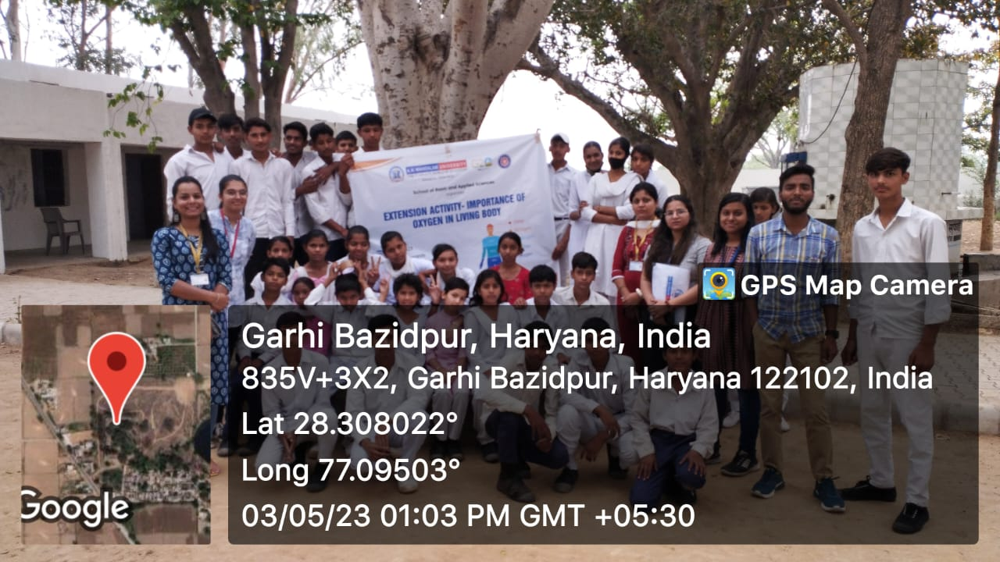 K.R. MANGALAM UNIVERSITY
School of Basic and Applied Sciences
organizes
EXTENSION ACTIVITY- IMPORTANCE OF
OXYGEN IN LIVING BODY
GPS Map Camera
Garhi Bazidpur, Haryana, India
835V+3X2, Garhi Bazidpur, Haryana 122102, India
Lat 28.308022°
Long 77.09503°
03/05/23 01:03 PM GMT +05:30
Google